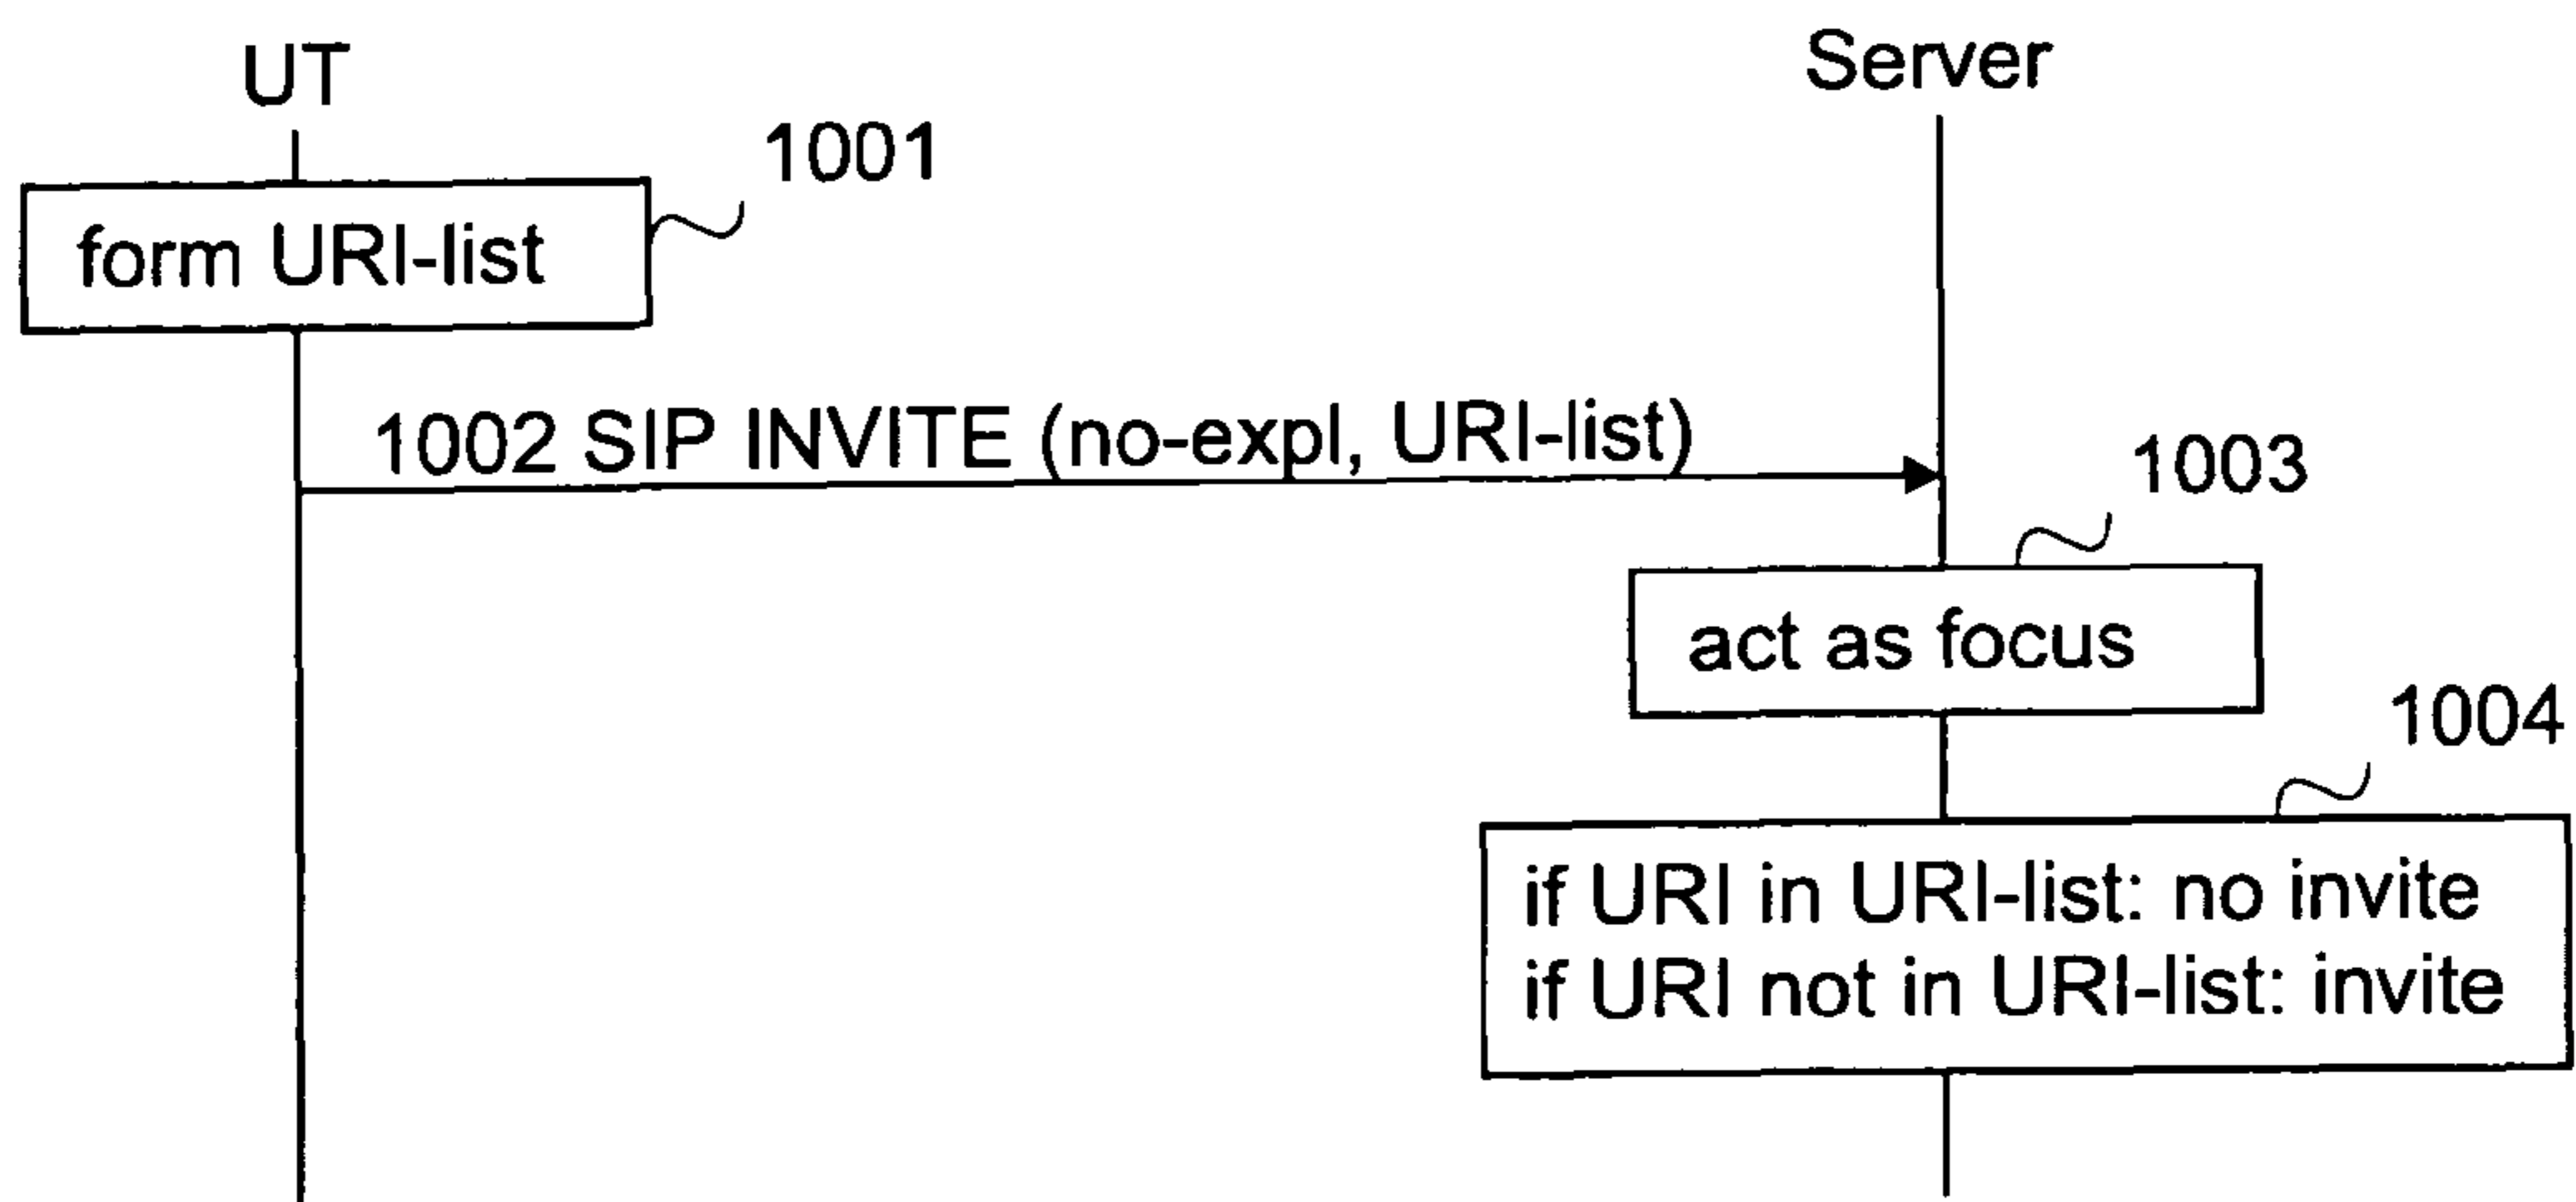 UT
Server
1001
form URI-list
1002 SIP INVITE (no-expl, URI-list)
1003
act as focus
1004
if URI in URI-list: no invite
if URI not in URI-list: invite